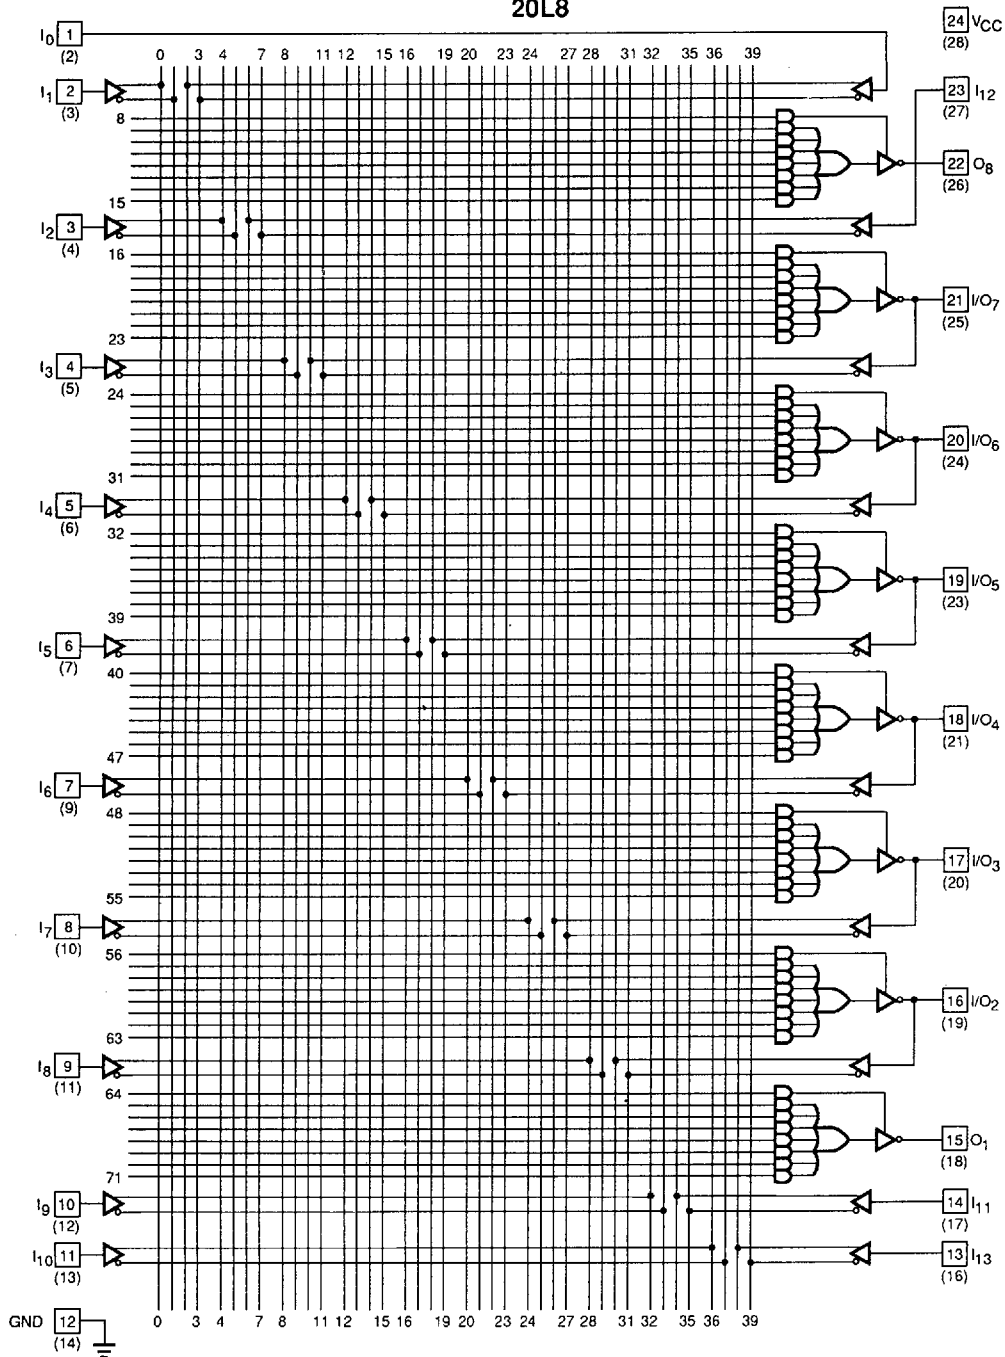 20L8
I0 1 24 VCC
(2) (28)
0 3 4 7 8 11 12 15 16 19 20 23 24 27 28 31 32 35 36 39
I1 2 23 I12
(3) (27)
8
22 O8
(26)
15
I2 3
(4)
16
21 I/O7
(25)
23
I3 4
(5)
24
20 I/O6
(24)
31
I4 5
(6)
32
19 I/O5
(23)
39
I5 6
(7)
40
18 I/O4
(21)
47
I6 7
(9)
48
17 I/O3
(20)
55
I7 8
(10)
56
16 I/O2
(19)
63
I8 9
(11)
64
15 O1
(18)
71
I9 10 14 I11
(12) (17)
I10 11 13 I13
(13) (16)
GND 12 0 3 4 7 8 11 12 15 16 19 20 23 24 27 28 31 32 35 36 39
(14)